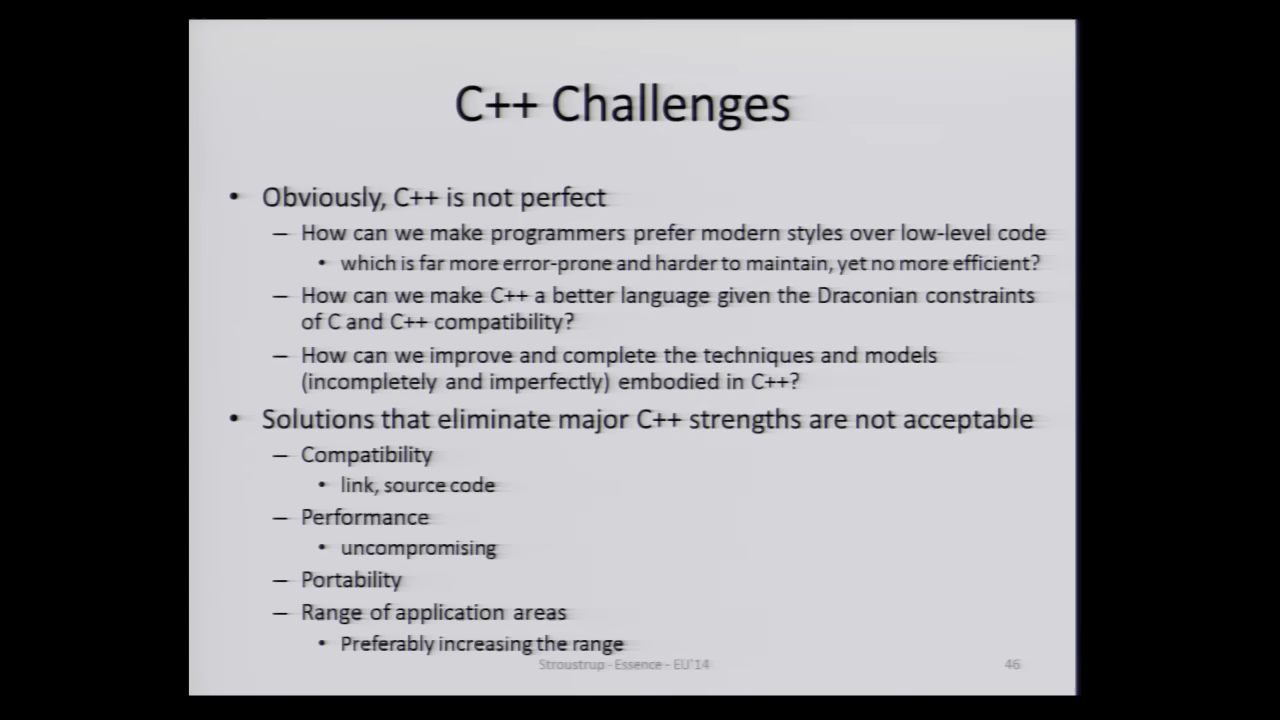 C++ Challenges
• Obviously, C++ is not perfect
– How can we make programmers prefer modern styles over low-level code
• which is far more error-prone and harder to maintain, yet no more efficient?
– How can we make C++ a better language given the Draconian constraints
of C and C++ compatibility?
– How can we improve and complete the techniques and models
(incompletely and imperfectly) embodied in C++?
• Solutions that eliminate major C++ strengths are not acceptable
– Compatibility
• link, source code
– Performance
• uncompromising
– Portability
– Range of application areas
• Preferably increasing the range
Stroustrup - Essence - EU'14
46